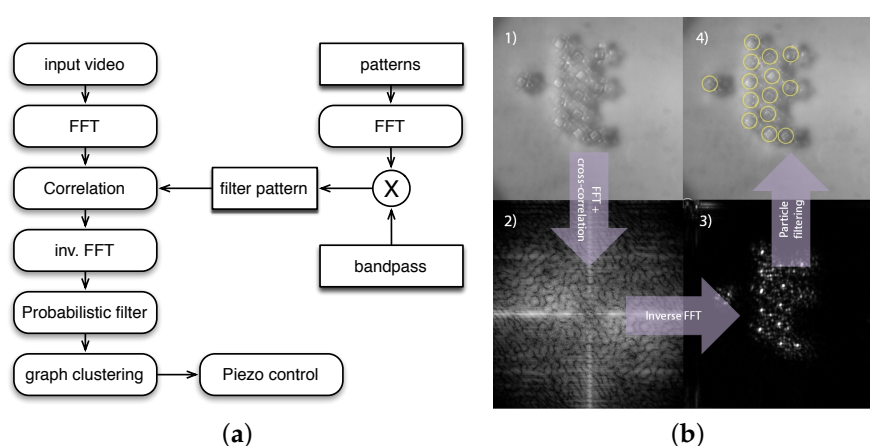 input video
FFT
Correlation
inv. FFT
Probabilistic filter
graph clustering
Piezo control
patterns
FFT
X
filter pattern
bandpass
(a)
1)
4)
FFT +
cross-correlation
Particle
filtering
2)
3)
Inverse FFT
(b)